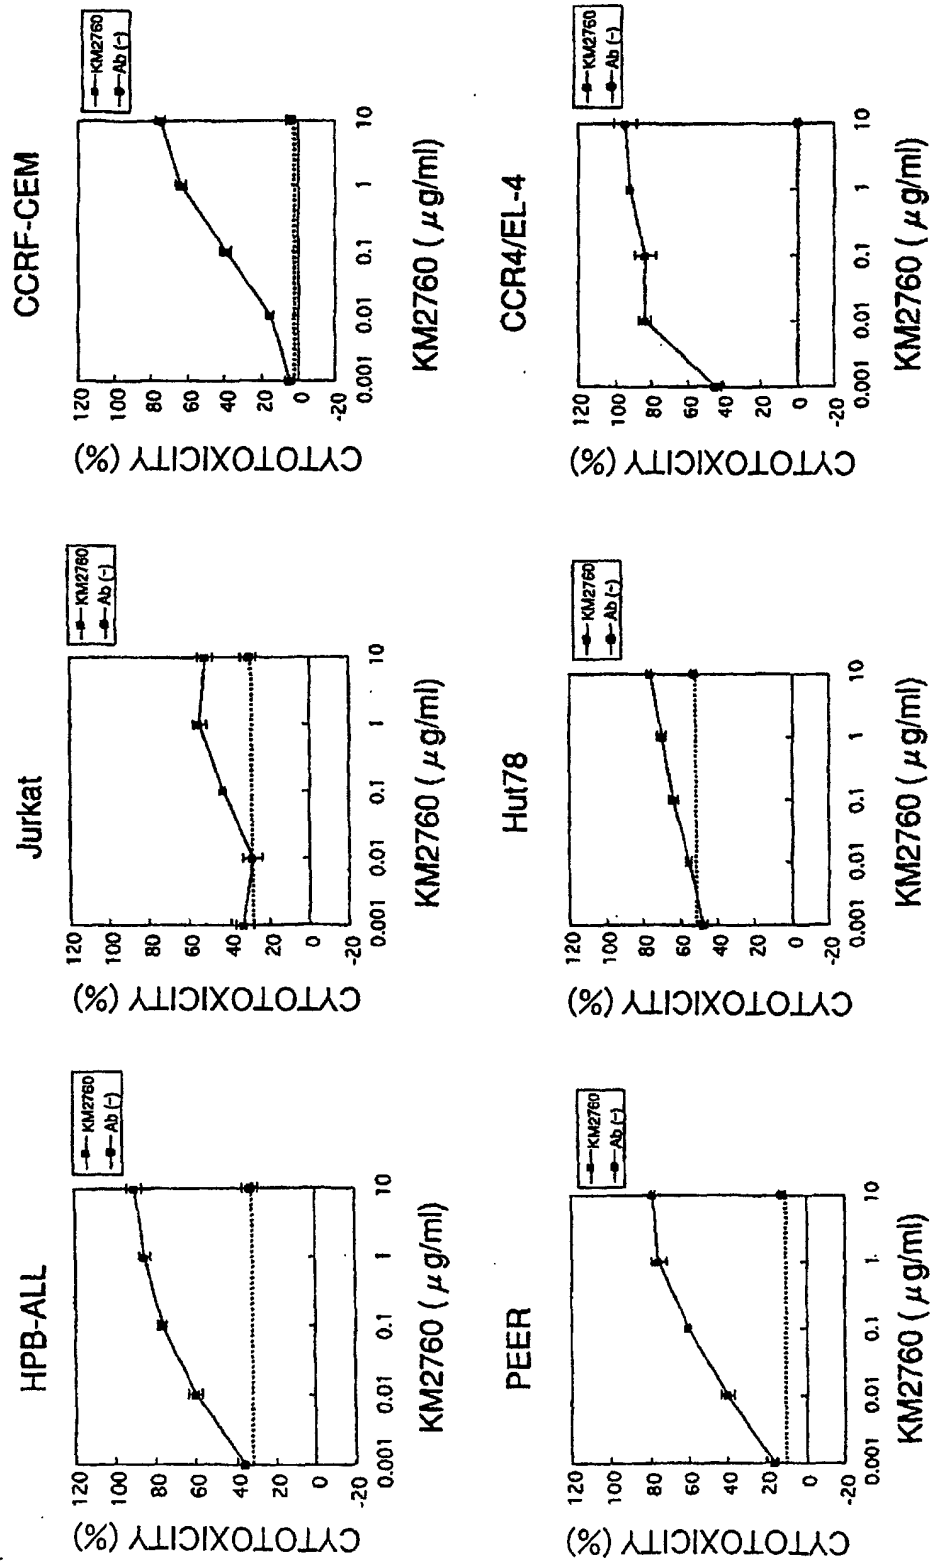 HPB-ALL
KM2760
Ab (-)
CYTOTOXICITY (%)
120
100
80
60
40
20
0
-20
0.001
0.01
0.1
1
10
KM2760 ( μg/ml)
Jurkat
KM2760
Ab (-)
CYTOTOXICITY (%)
120
100
80
60
40
20
0
-20
0.001
0.01
0.1
1
10
KM2760 ( μg/ml)
CCRF-CEM
KM2760
Ab (-)
CYTOTOXICITY (%)
120
100
80
60
40
20
0
-20
0.001
0.01
0.1
1
10
KM2760 ( μg/ml)
PEER
KM2760
Ab (-)
CYTOTOXICITY (%)
120
100
80
60
40
20
0
-20
0.001
0.01
0.1
1.
10
KM2760 ( μg/ml)
Hut78
KM2760
Ab (-)
CYTOTOXICITY (%)
120
100
80
60
40
20
0
-20
0.001
0.01
0.1
1
10
KM2760 ( μg/ml)
CCR4/EL-4
KM2760
Ab (-)
CYTOTOXICITY (%)
120
100
80
60
40
20
0
-20
0.001
0.01
0.1
1
10
KM2760 ( μg/ml)